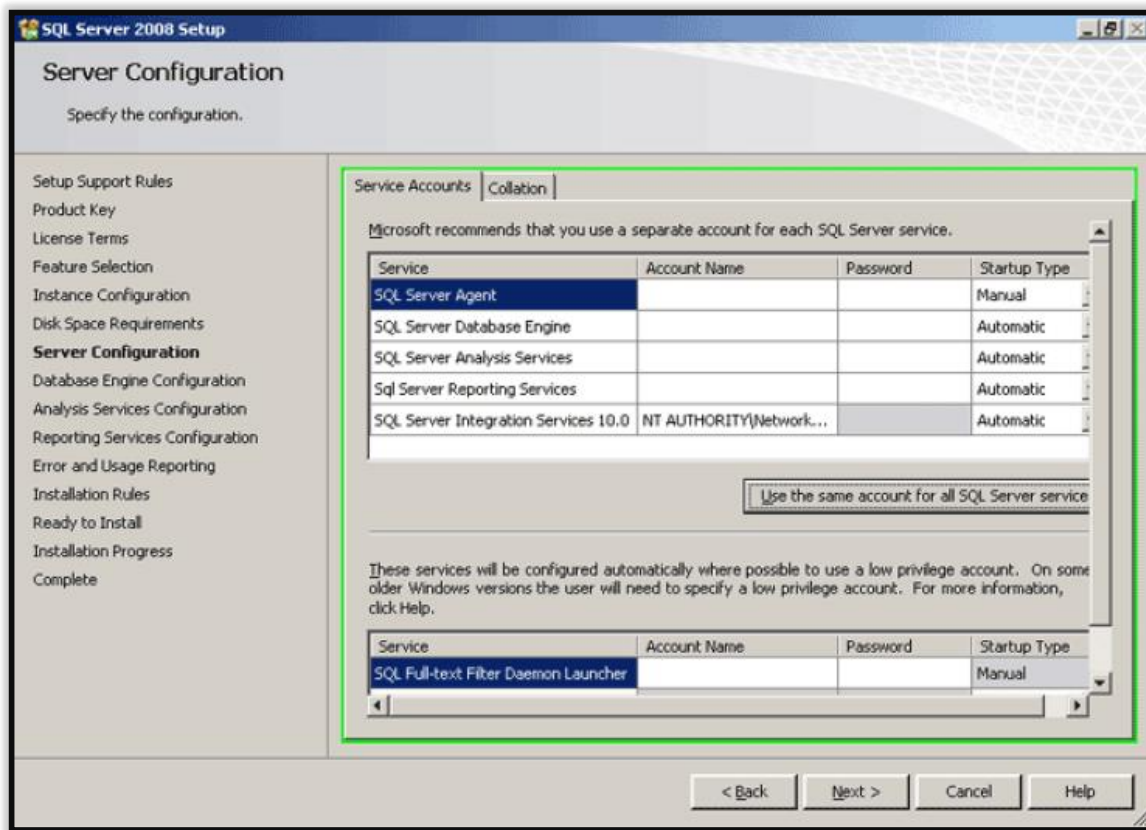 SQL Server 2008 Setup
Server Configuration
Specify the configuration.
Setup Support Rules
Product Key
License Terms
Feature Selection
Instance Configuration
Disk Space Requirements
Server Configuration
Database Engine Configuration
Analysis Services Configuration
Reporting Services Configuration
Error and Usage Reporting
Installation Rules
Ready to Install
Installation Progress
Complete
Service Accounts Collation
Microsoft recommends that you use a separate account for each SQL Server service.
Service Account Name Password Startup Type
SQL Server Agent Manual
SQL Server Database Engine Automatic
SQL Server Analysis Services Automatic
Sql Server Reporting Services Automatic
SQL Server Integration Services 10.0 NT AUTHORITY\Network... Automatic
Use the same account for all SQL Server service
These services will be configured automatically where possible to use a low privilege account. On some
older Windows versions the user will need to specify a low privilege account. For more information,
click Help.
Service Account Name Password Startup Type
SQL Full-text Filter Daemon Launcher Manual
< Back Next > Cancel Help